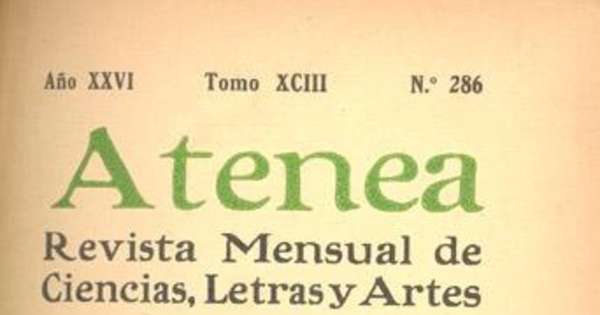 Año XXVI Tomo XCIII N.º 286
Atenea
Revista Mensual de
Ciencias, Letras y Artes